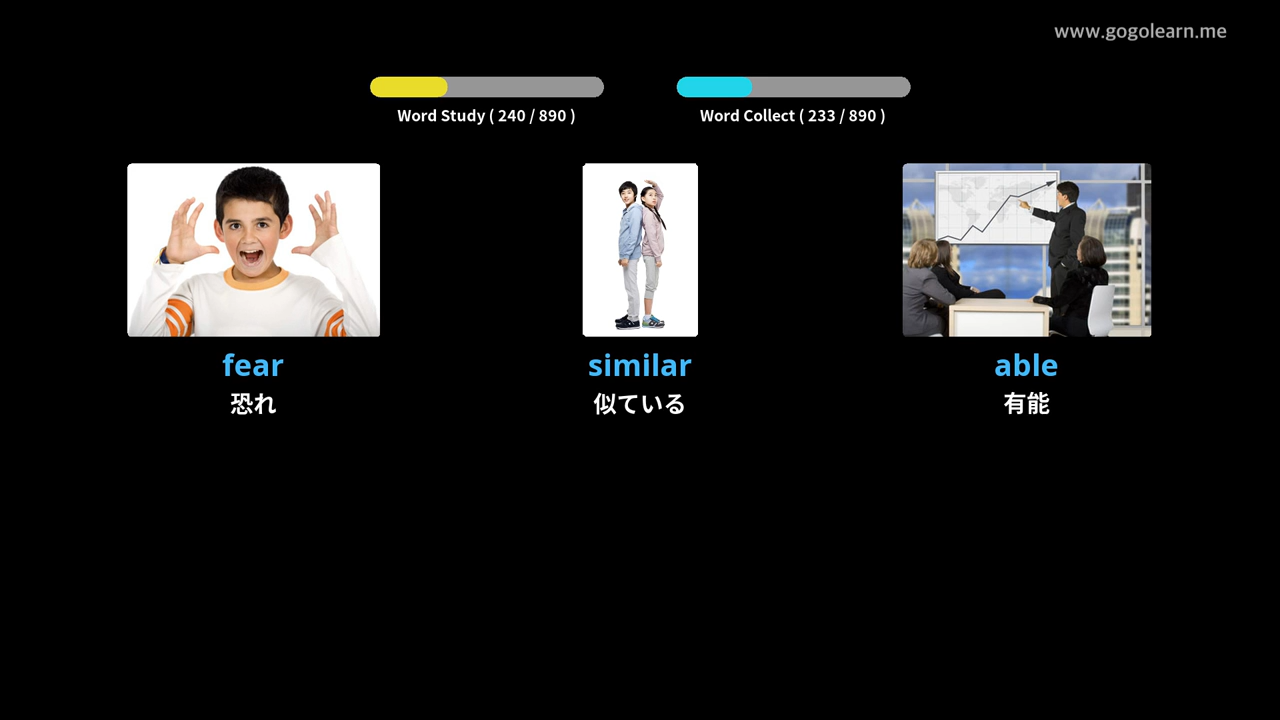 www.gogolearn.me
Word Study ( 240 / 890 )
Word Collect ( 233 / 890 )
fear
恐れ
similar
似ている
able
有能